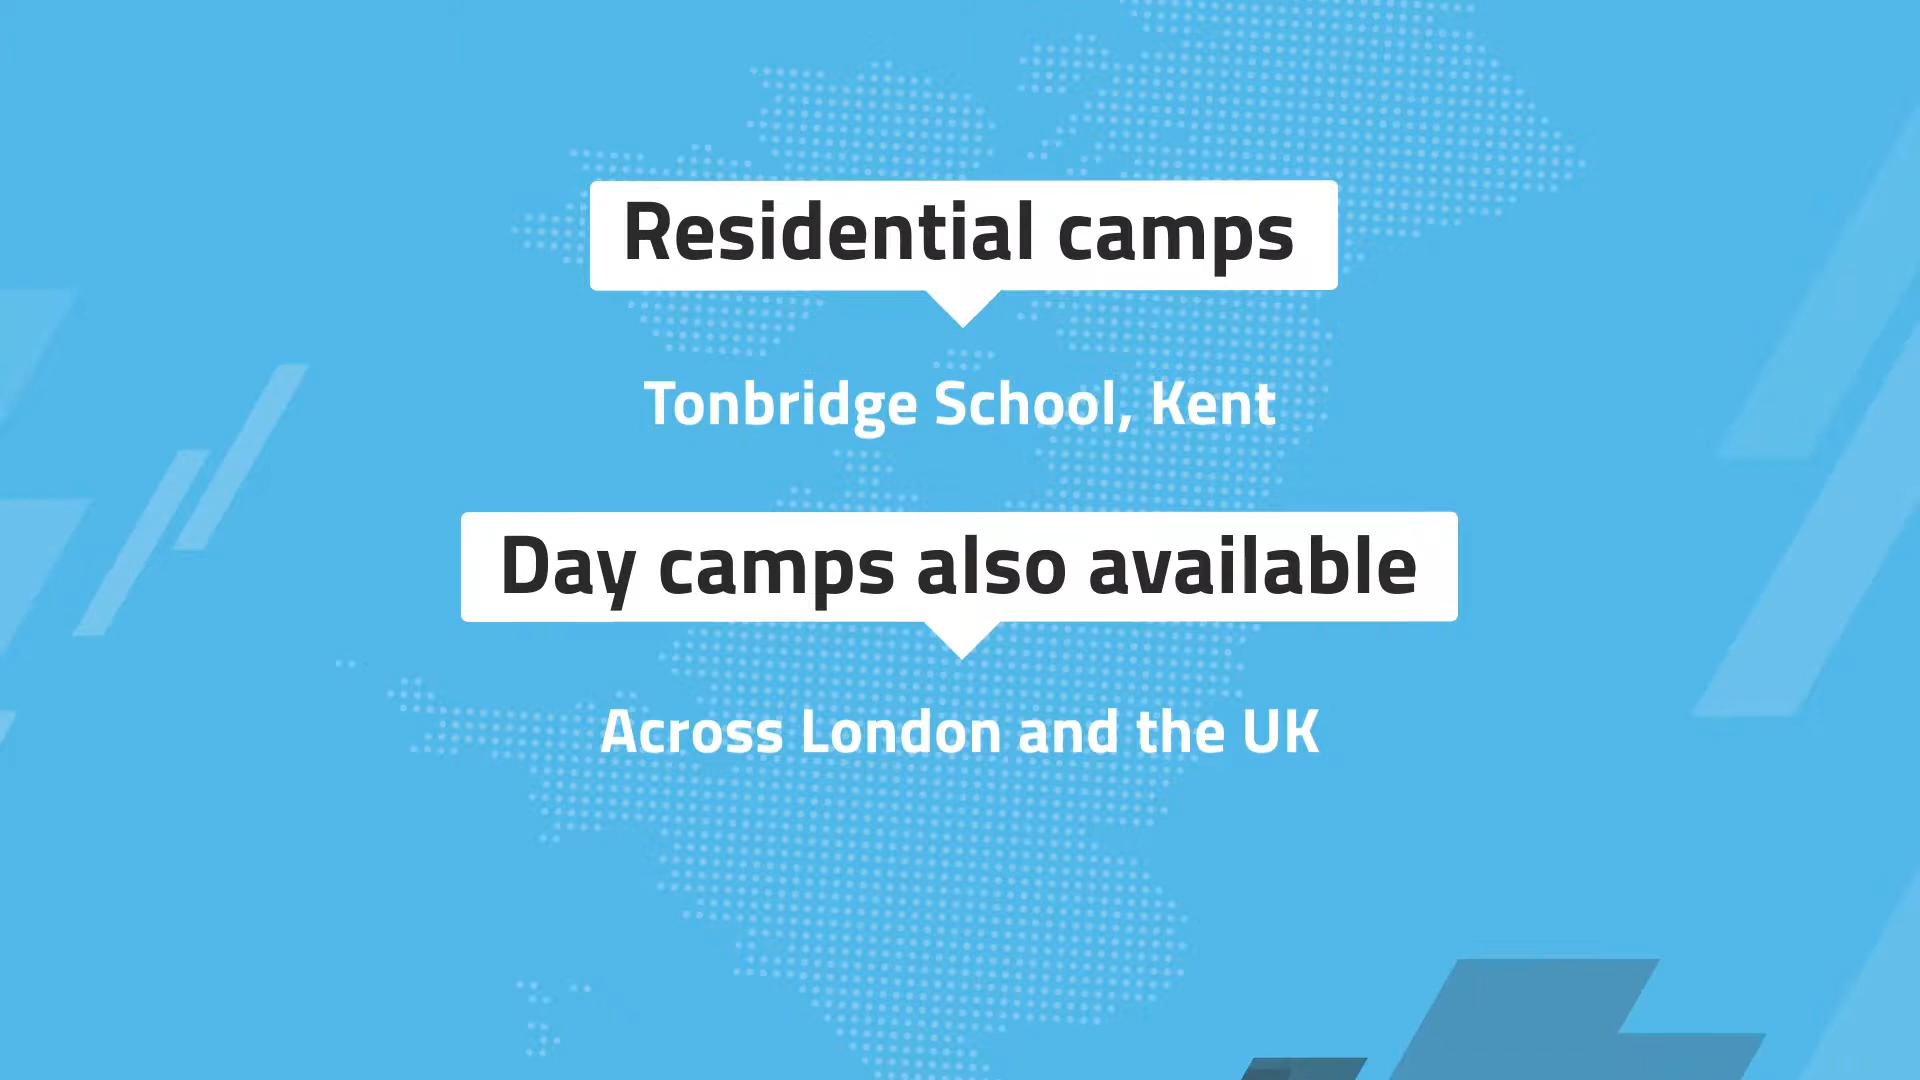 Residential camps
Tonbridge School, Kent
Day camps also available
Across London and the UK